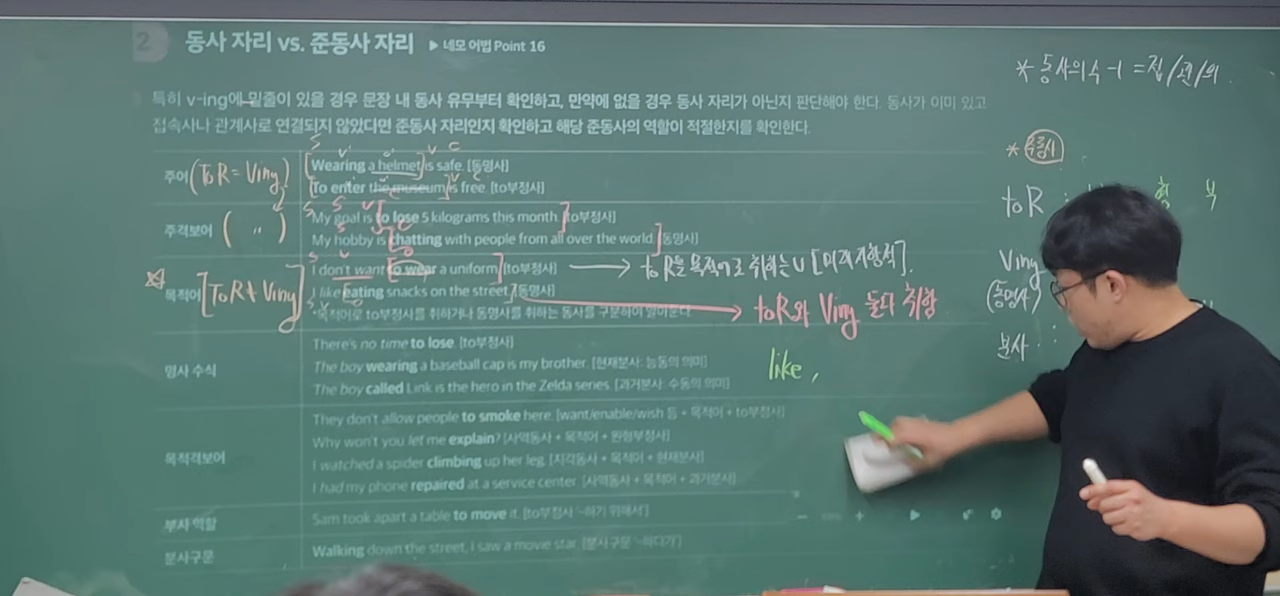 2 동사 자리 vs. 준동사 자리 ▶ 네모 어법 Point 16
특히 v-ing에 밑줄이 있을 경우 문장 내 동사 유무부터 확인하고, 만약에 없을 경우 동사 자리가 아닌지 판단해야 한다. 동사가 이미 있고
접속사나 관계사로 연결되지 않았다면 준동사 자리인지 확인하고 해당 준동사의 역할이 적절한지를 확인한다.
주어 (toR = Ving) Wearing a helmet is safe. [동명사]
To enter the museum is free. [to부정사]
주격보어 ( 〃 ) My goal is to lose 5 kilograms this month. [to부정사]
My hobby is chatting with people from all over the world. [동명사]
목적어 [ToR ≠ Ving] I don't want to wear a uniform. [to부정사] → toR을 목적어로 취하는 V [미래지향적].
I like eating snacks on the street. [동명사] → toR와 Ving 둘다 취함
*목적어로 to부정사를 취하거나 동명사를 취하는 동사를 구분하여 알아둔다.
명사 수식
There's no time to lose. [to부정사]
The boy wearing a baseball cap is my brother. [현재분사: 능동의 의미]
The boy called Link is the hero in the Zelda series. [과거분사: 수동의 의미]
like,
목적격보어
They don't allow people to smoke here. [want/enable/wish 등 + 목적어 + to부정사]
Why won't you let me explain? [사역동사 + 목적어 + 원형부정사]
I watched a spider climbing up her leg. [지각동사 + 목적어 + 현재분사]
I had my phone repaired at a service center. [사역동사 + 목적어 + 과거분사]
부사 역할 Sam took apart a table to move it. [to부정사 '~하기 위해서']
분사구문 Walking down the street, I saw a movie star. [분사구문 '~하다가']
* 동사의 수 -1 = 접/관/의
* 준동사
toR : 형 부
Ving
(동명사)
분사 :